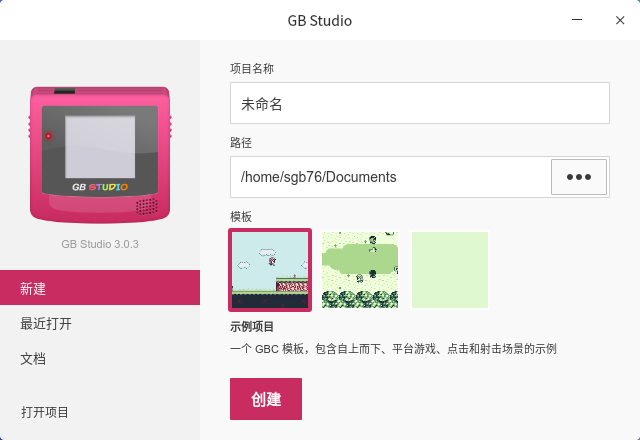 GB Studio
GB STUDIO
GB Studio 3.0.3
新建
最近打开
文档
打开项目
项目名称
未命名
路径
/home/sgb76/Documents
模板
示例项目
一个 GBC 模板，包含自上而下、平台游戏、点击和射击场景的示例
创建